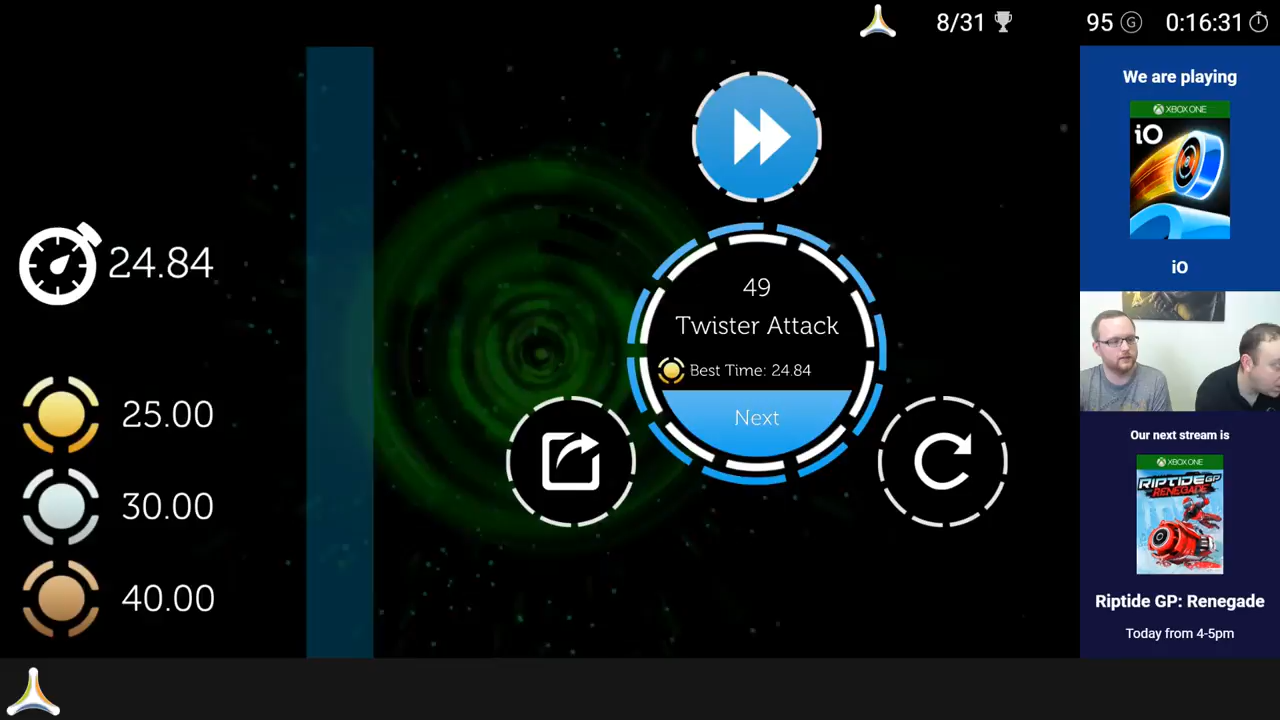 8/31
95 G 0:16:31
We are playing
XBOX ONE
iO
iO
24.84
25.00
30.00
40.00
49
Twister Attack
Best Time: 24.84
Next
Our next stream is
XBOX ONE
RIPTIDE GP
RENEGADE
Riptide GP: Renegade
Today from 4-5pm